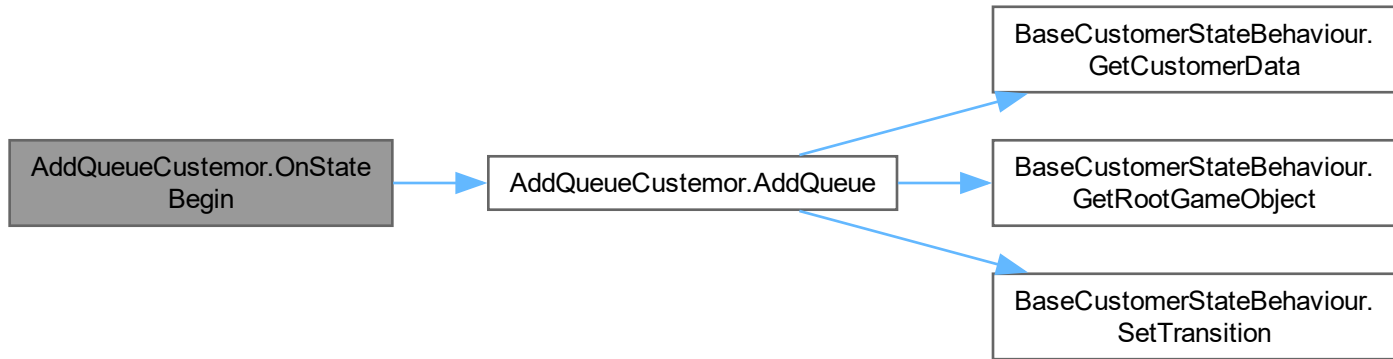 BaseCustomerStateBehaviour.
GetCustomerData
AddQueueCustemor.OnState
Begin
AddQueueCustemor.AddQueue
BaseCustomerStateBehaviour.
GetRootGameObject
BaseCustomerStateBehaviour.
SetTransition